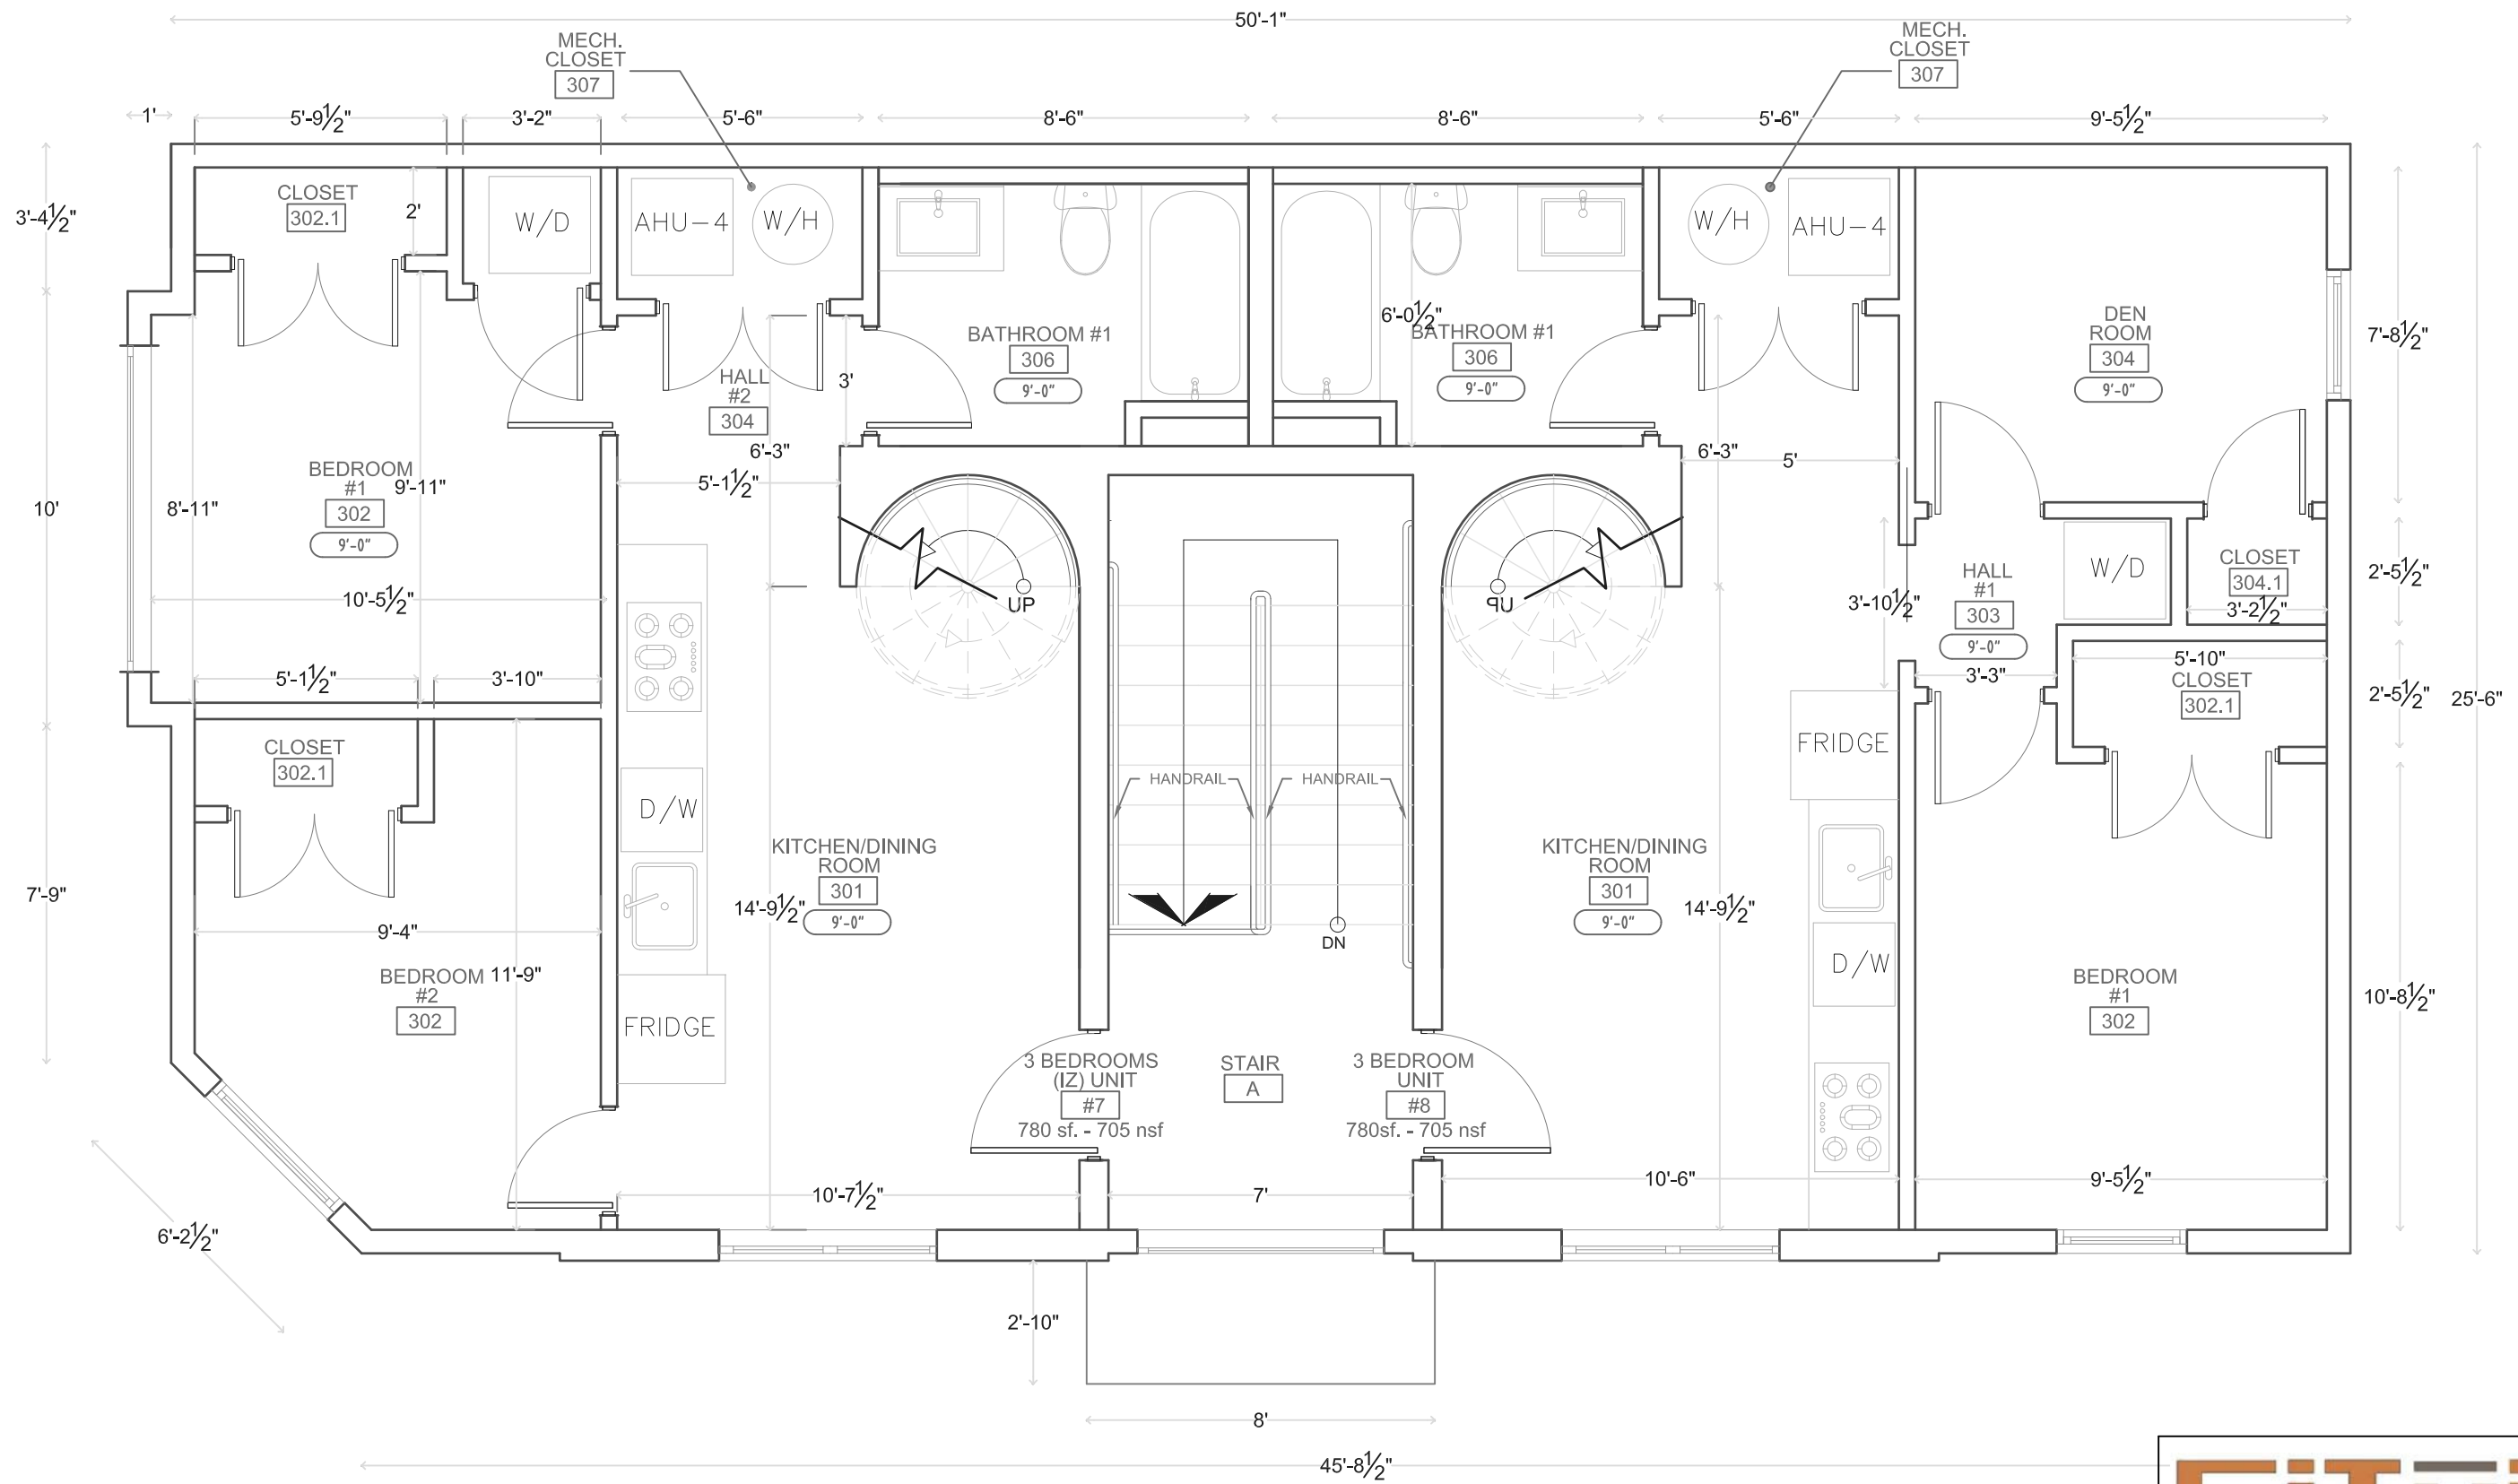 50'-1"
MECH.
CLOSET
307
MECH.
CLOSET
307
1'
5'-9½"
3'-2"
5'-6"
8'-6"
8'-6"
5'-6"
9'-5½"
3'-4½"
CLOSET
302.1
2'
W/D
AHU-4
W/H
W/H
AHU-4
6'-0½"
BATHROOM #1
306
9'-0"
BATHROOM #1
306
9'-0"
DEN
ROOM
304
9'-0"
7'-8½"
HALL
#2
304
3'
6'-3"
6'-3"
5'
5'-1½"
BEDROOM
#1
302
9'-0"
9'-11"
8'-11"
10'
10'-5½"
UP
UP
HALL
#1
303
9'-0"
3'-10½"
W/D
CLOSET
304.1
3'-2½"
2'-5½"
5'-1½"
3'-10"
3'-3"
5'-10"
CLOSET
302.1
2'-5½"
25'-6"
CLOSET
302.1
FRIDGE
HANDRAIL
HANDRAIL
D/W
KITCHEN/DINING
ROOM
301
9'-0"
14'-9½"
KITCHEN/DINING
ROOM
301
9'-0"
14'-9½"
7'-9"
9'-4"
DN
D/W
BEDROOM
#2
302
11'-9"
FRIDGE
BEDROOM
#1
302
10'-8½"
3 BEDROOMS
(IZ) UNIT
#7
780 sf. - 705 nsf
STAIR
A
3 BEDROOM
UNIT
#8
780sf. - 705 nsf
10'-7½"
7'
10'-6"
9'-5½"
6'-2½"
2'-10"
8'
45'-8½"